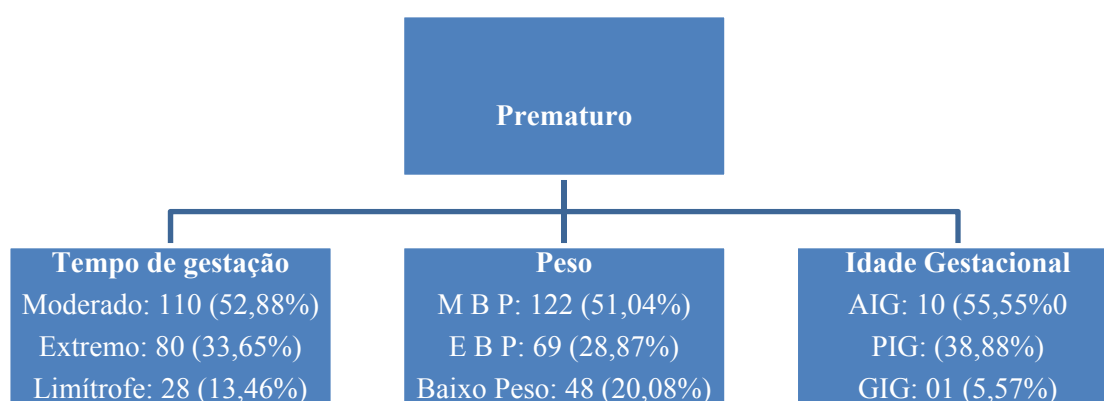 Prematuro
Tempo de gestação
Moderado: 110 (52,88%)
Extremo: 80 (33,65%)
Limítrofe: 28 (13,46%)
Peso
M B P: 122 (51,04%)
E B P: 69 (28,87%)
Baixo Peso: 48 (20,08%)
Idade Gestacional
AIG: 10 (55,55%0
PIG: (38,88%)
GIG: 01 (5,57%)